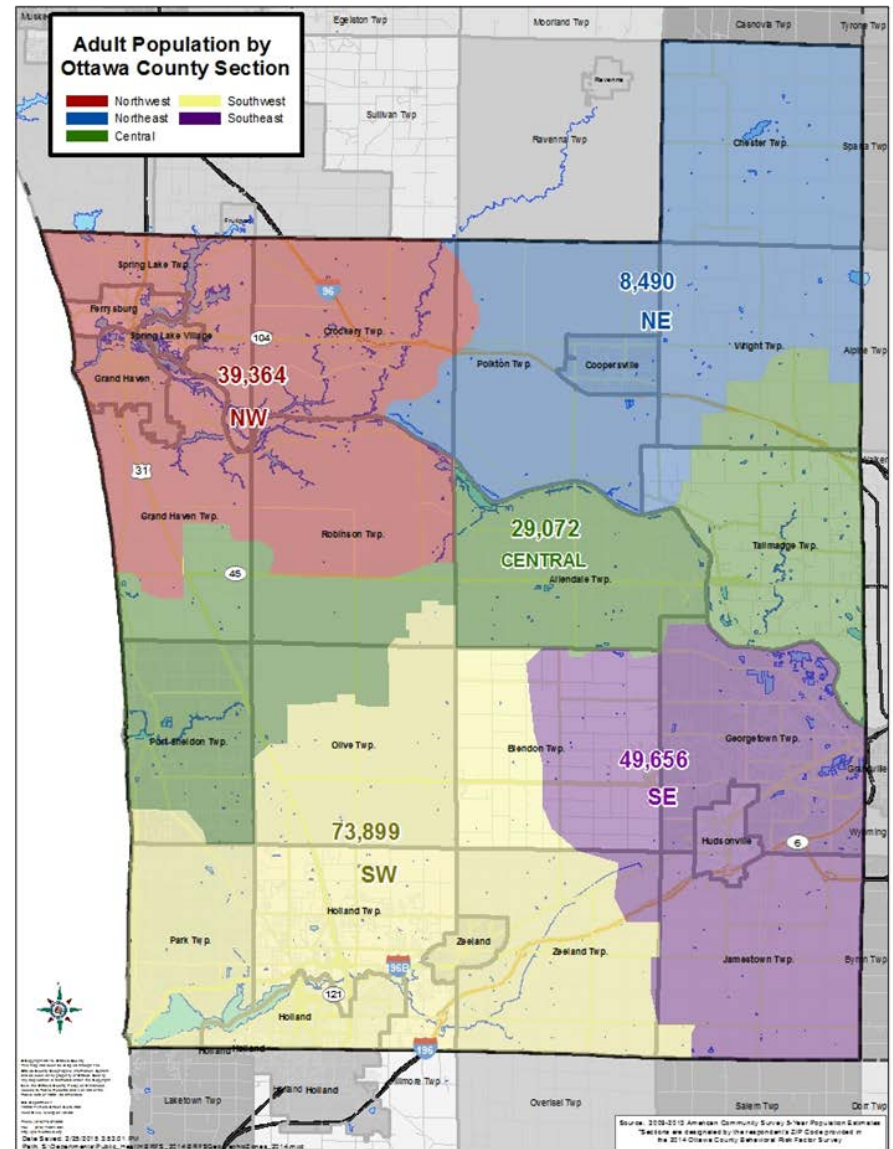 Adult Population by
Ottawa County Section
Northwest
Southwest
Northeast
Southeast
Central
Egelston Twp
Moorland Twp
Casnovia Twp
Tyrone Twp
Ravenna
Sullivan Twp
Ravenna Twp
Chester Twp.
Sparta Twp
Spring Lake Twp.
96
8,490
NE
Ferrysburg
Spring Lake Village
104
Crockery Twp.
Polkton Twp.
Coopersville
Wright Twp.
Alpine Twp
Grand Haven
39,364
NW
31
Walker
Grand Haven Twp.
Robinson Twp.
29,072
CENTRAL
Tallmadge Twp.
45
Allendale Twp.
Port Sheldon Twp.
Olive Twp.
Blendon Twp.
Georgetown Twp.
49,656
SE
Grandville
73,899
SW
Hudsonville
6
Wyoming
Holland Twp.
Park Twp.
Zeeland
Zeeland Twp.
Jamestown Twp.
Byron Twp
196B
121
Holland
196
Holland
Holland
Laketown Twp
Holland
Fillmore Twp
Overisel Twp
Salem Twp
Dorr Twp
Source: 2009-2013 American Community Survey 5-Year Population Estimates
*Sections are designated by the respondent's ZIP Code provided in
the 2014 Ottawa County Behavioral Risk Factor Survey